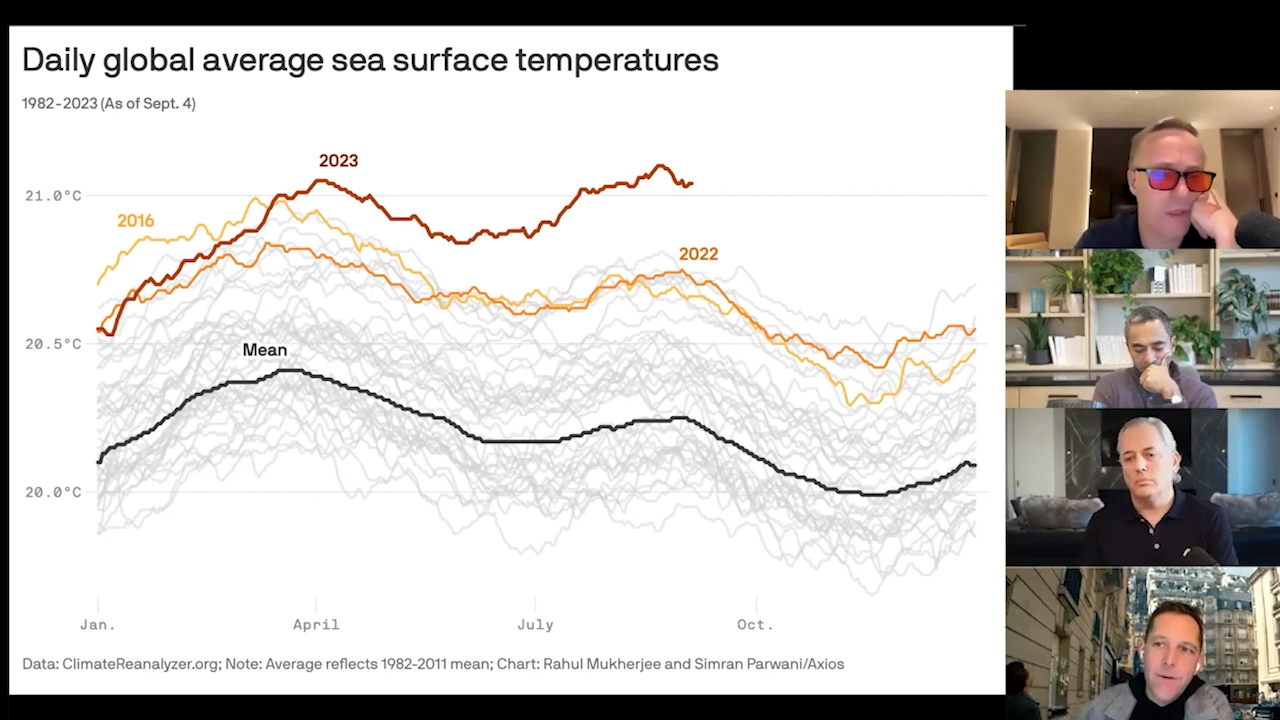 Daily global average sea surface temperatures
1982-2023 (As of Sept. 4)
2023
21.0°C
2016
2022
20.5°C
Mean
20.0°C
Jan. April July Oct.
Data: ClimateReanalyzer.org; Note: Average reflects 1982-2011 mean; Chart: Rahul Mukherjee and Simran Parwani/Axios